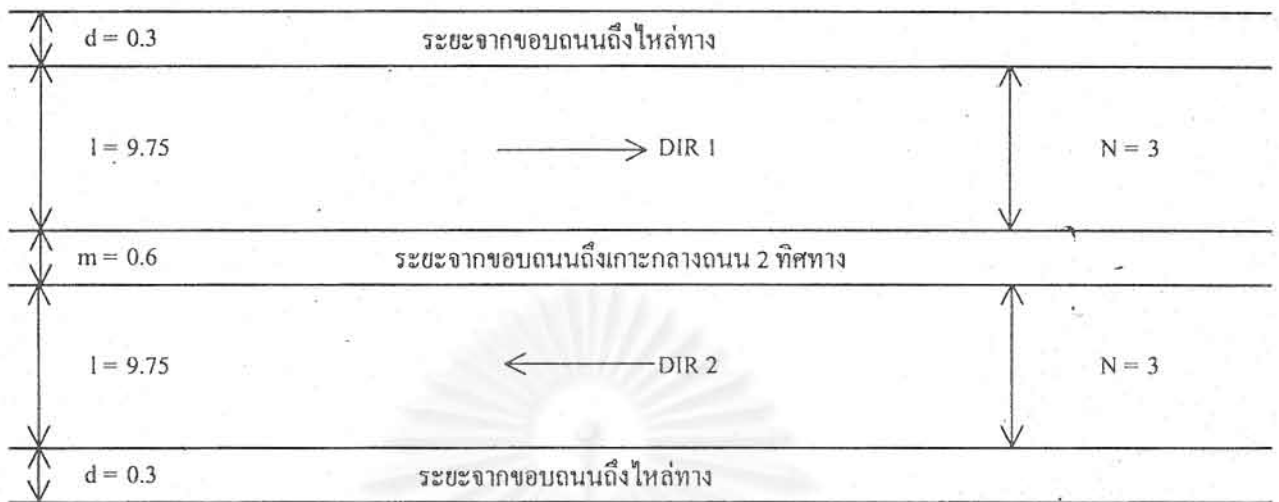 d = 0.3 ระยะจากขอบถนนถึงไหล่ทาง
l = 9.75 DIR 1 N = 3
m = 0.6 ระยะจากขอบถนนถึงเกาะกลางถนน 2 ทิศทาง
l = 9.75 DIR 2 N = 3
d = 0.3 ระยะจากขอบถนนถึงไหล่ทาง